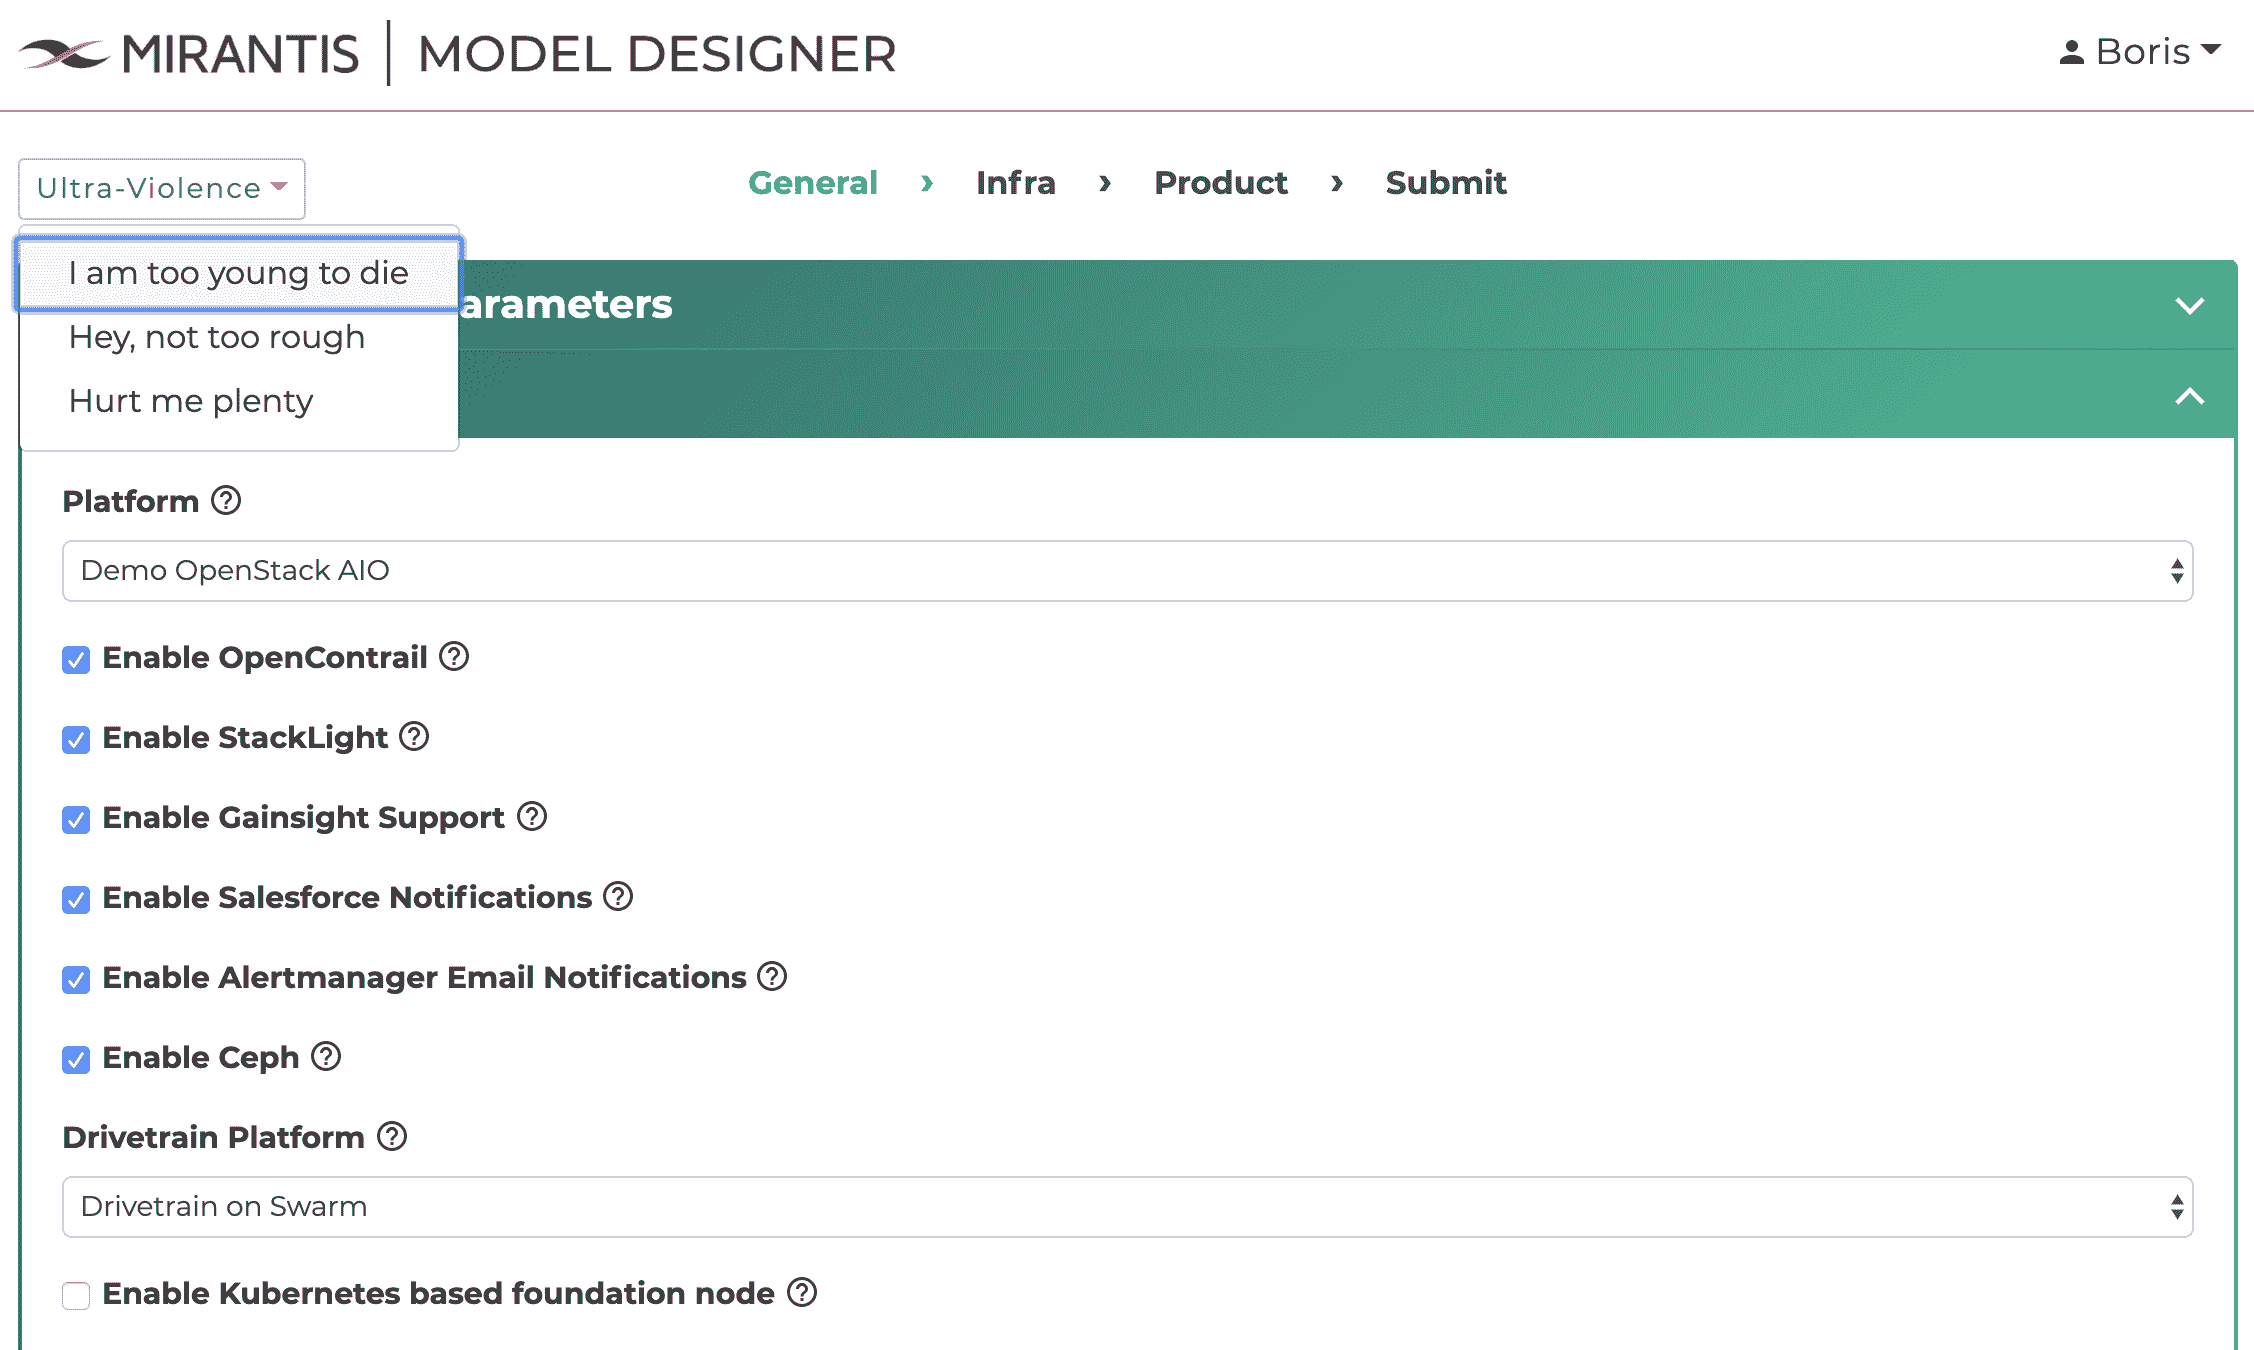 MIRANTIS | MODEL DESIGNER
Boris
Ultra-Violence
General › Infra › Product › Submit
I am too young to die
Hey, not too rough
Hurt me plenty
arameters
Platform
Demo OpenStack AIO
Enable OpenContrail
Enable StackLight
Enable Gainsight Support
Enable Salesforce Notifications
Enable Alertmanager Email Notifications
Enable Ceph
Drivetrain Platform
Drivetrain on Swarm
Enable Kubernetes based foundation node